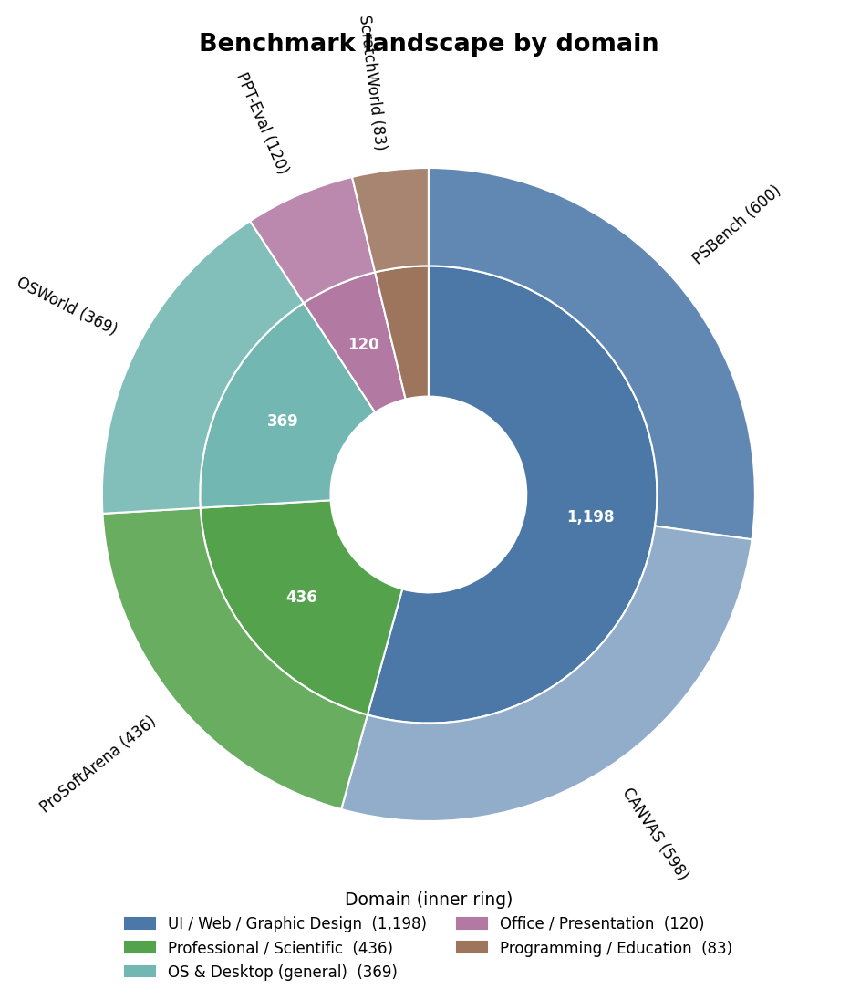 Benchmark landscape by domain
ScratchWorld (83)
PPT-Eval (120)
PSBench (600)
OSWorld (369)
120
369
1,198
436
ProSoftArena (436)
CANVAS (598)
Domain (inner ring)
UI / Web / Graphic Design (1,198)
Professional / Scientific (436)
OS & Desktop (general) (369)
Office / Presentation (120)
Programming / Education (83)